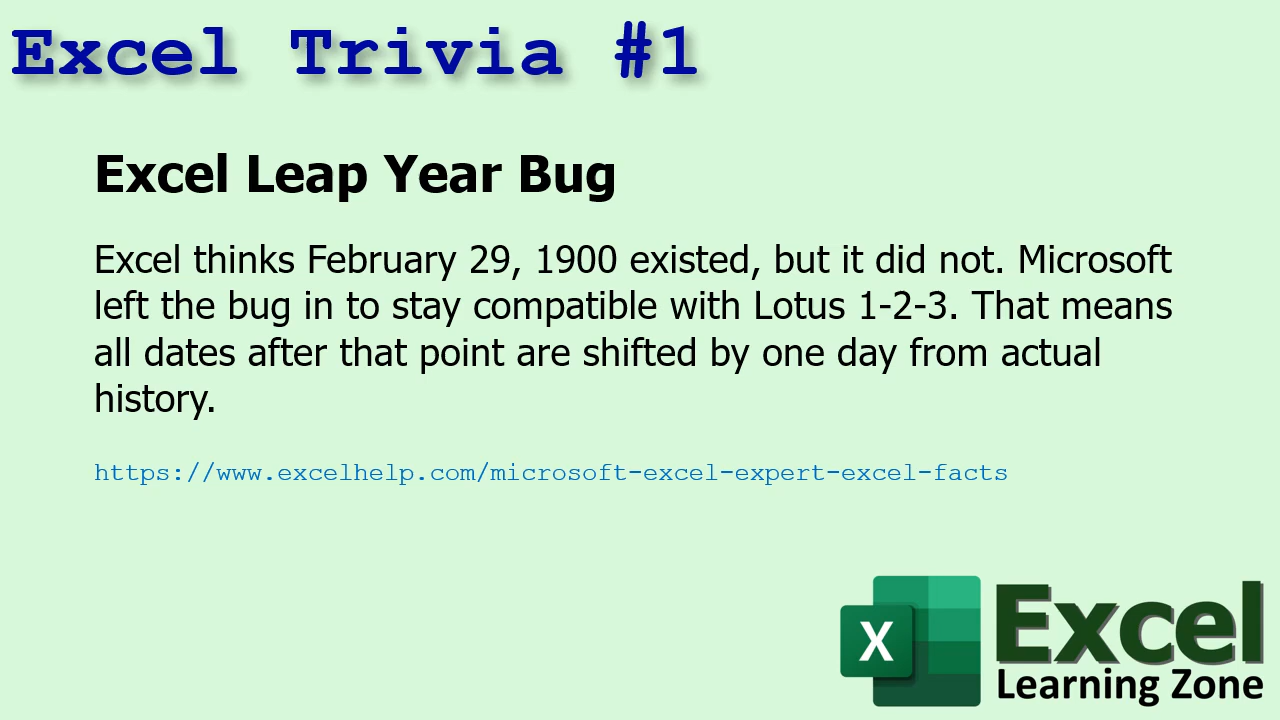 Excel Trivia #1
Excel Leap Year Bug
Excel thinks February 29, 1900 existed, but it did not. Microsoft
left the bug in to stay compatible with Lotus 1-2-3. That means
all dates after that point are shifted by one day from actual
history.
https://www.excelhelp.com/microsoft-excel-expert-excel-facts
X
Excel
Learning Zone